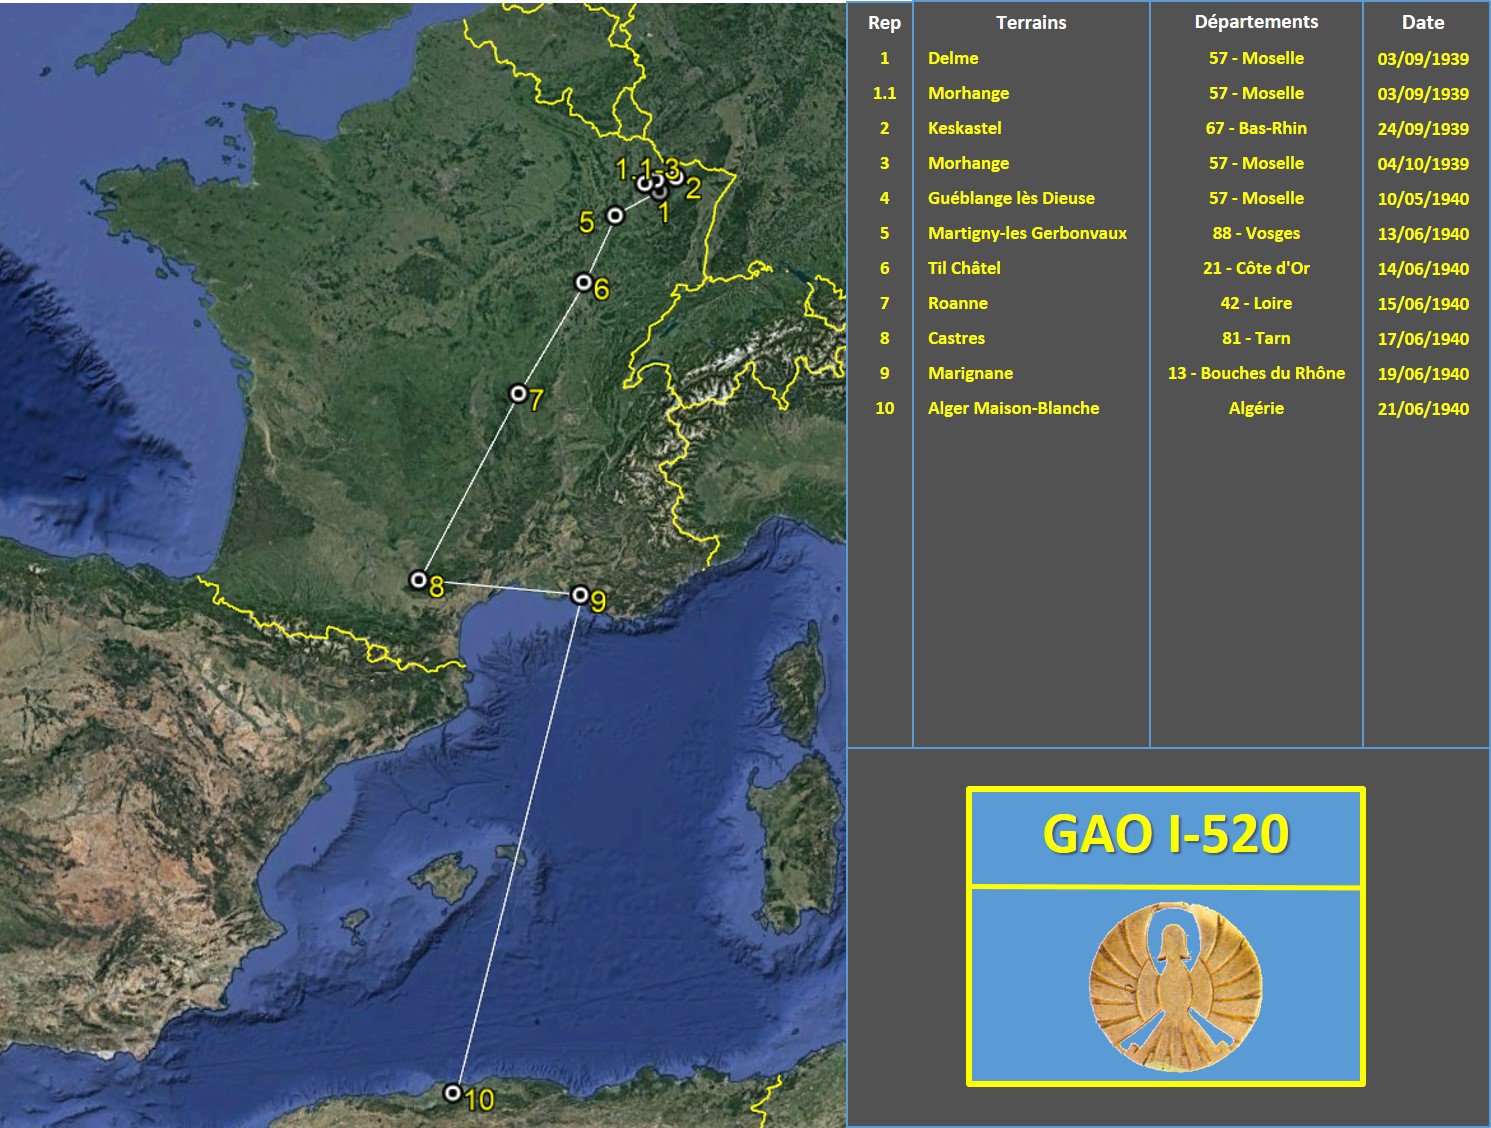 Rep Terrains Départements Date
1 Delme 57 - Moselle 03/09/1939
1.1 Morhange 57 - Moselle 03/09/1939
2 Keskastel 67 - Bas-Rhin 24/09/1939
3 Morhange 57 - Moselle 04/10/1939
4 Guéblange lès Dieuse 57 - Moselle 10/05/1940
5 Martigny-les Gerbonvaux 88 - Vosges 13/06/1940
6 Til Châtel 21 - Côte d'Or 14/06/1940
7 Roanne 42 - Loire 15/06/1940
8 Castres 81 - Tarn 17/06/1940
9 Marignane 13 - Bouches du Rhône 19/06/1940
10 Alger Maison-Blanche Algérie 21/06/1940
1.1-3
2
1
5
6
7
8
9
10
GAO I-520